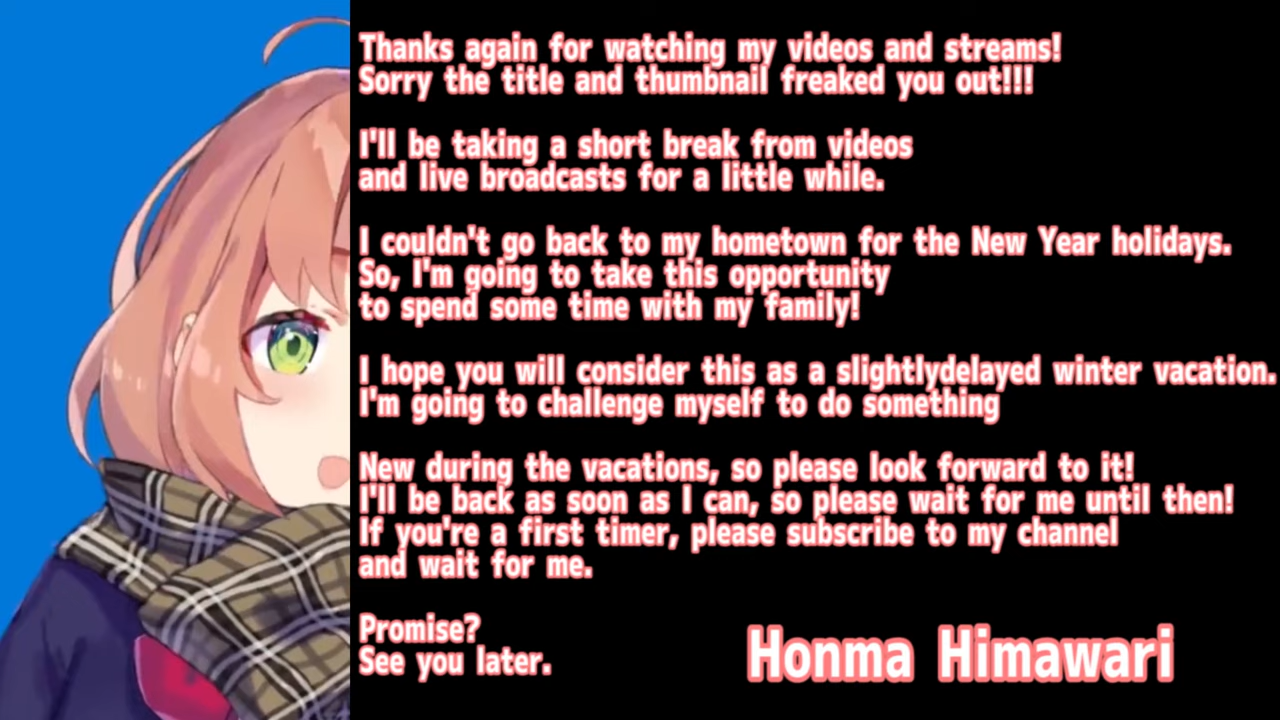 Thanks again for watching my videos and streams!
Sorry the title and thumbnail freaked you out!!!
I'll be taking a short break from videos
and live broadcasts for a little while.
I couldn't go back to my hometown for the New Year holidays.
So, I'm going to take this opportunity
to spend some time with my family!
I hope you will consider this as a slightlydelayed winter vacation.
I'm going to challenge myself to do something
New during the vacations, so please look forward to it!
I'll be back as soon as I can, so please wait for me until then!
If you're a first timer, please subscribe to my channel
and wait for me.
Promise?
See you later.
Honma Himawari